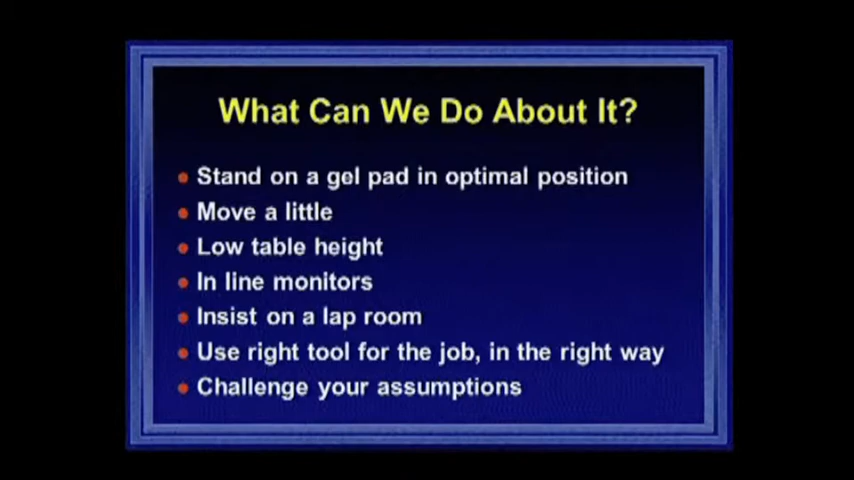 What Can We Do About It?
Stand on a gel pad in optimal position
Move a little
Low table height
In line monitors
Insist on a lap room
Use right tool for the job, in the right way
Challenge your assumptions